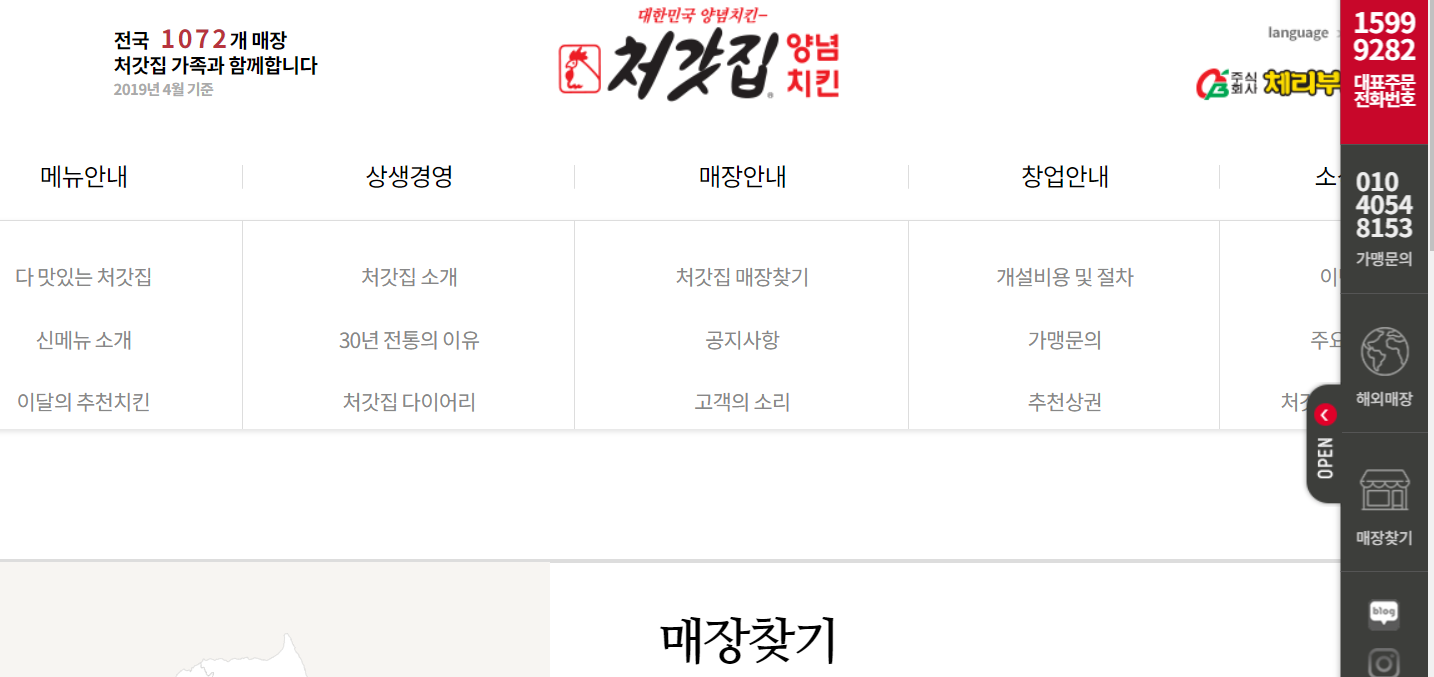 전국 1072개 매장
처갓집 가족과 함께합니다
2019년 4월 기준
대한민국 양념치킨
처갓집 양념
치킨
language
주식
회사 체리부
1599
9282
대표주문
전화번호
메뉴안내
상생경영
매장안내
창업안내
다 맛있는 처갓집
신메뉴 소개
이달의 추천치킨
처갓집 소개
30년 전통의 이유
처갓집 다이어리
처갓집 매장찾기
공지사항
고객의 소리
개설비용 및 절차
가맹문의
추천상권
주요
010
4054
8153
가맹문의
해외매장
OPEN
매장찾기
blog
매장찾기